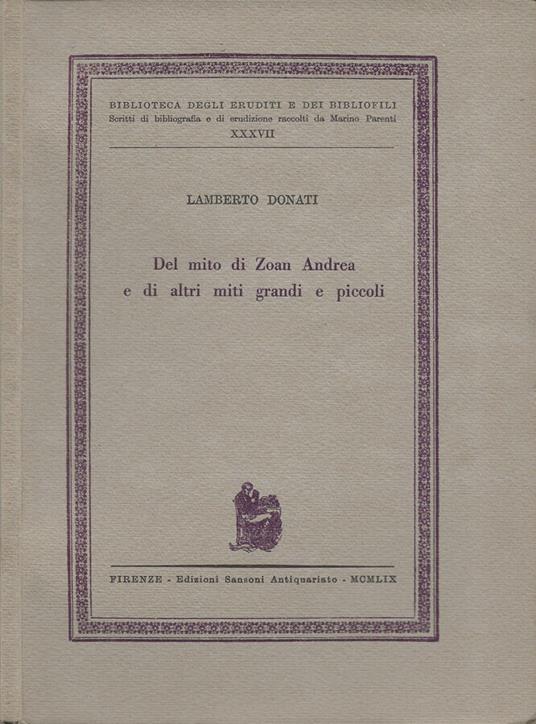 BIBLIOTECA DEGLI ERUDITI E DEI BIBLIOFILI
Scritti di bibliografia e di erudizione raccolti da Marino Parenti
XXXVII
LAMBERTO DONATI
Del mito di Zoan Andrea
e di altri miti grandi e piccoli
FIRENZE - Edizioni Sansoni Antiquariato - MCMLIX